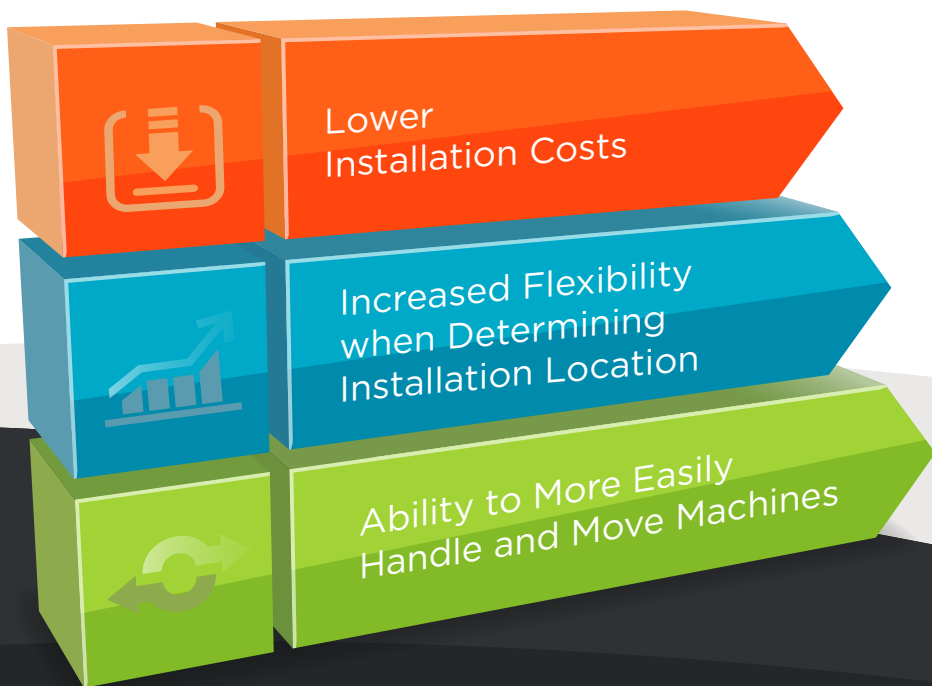 Lower
Installation Costs
Increased Flexibility
when Determining
Installation Location
Ability to More Easily
Handle and Move Machines